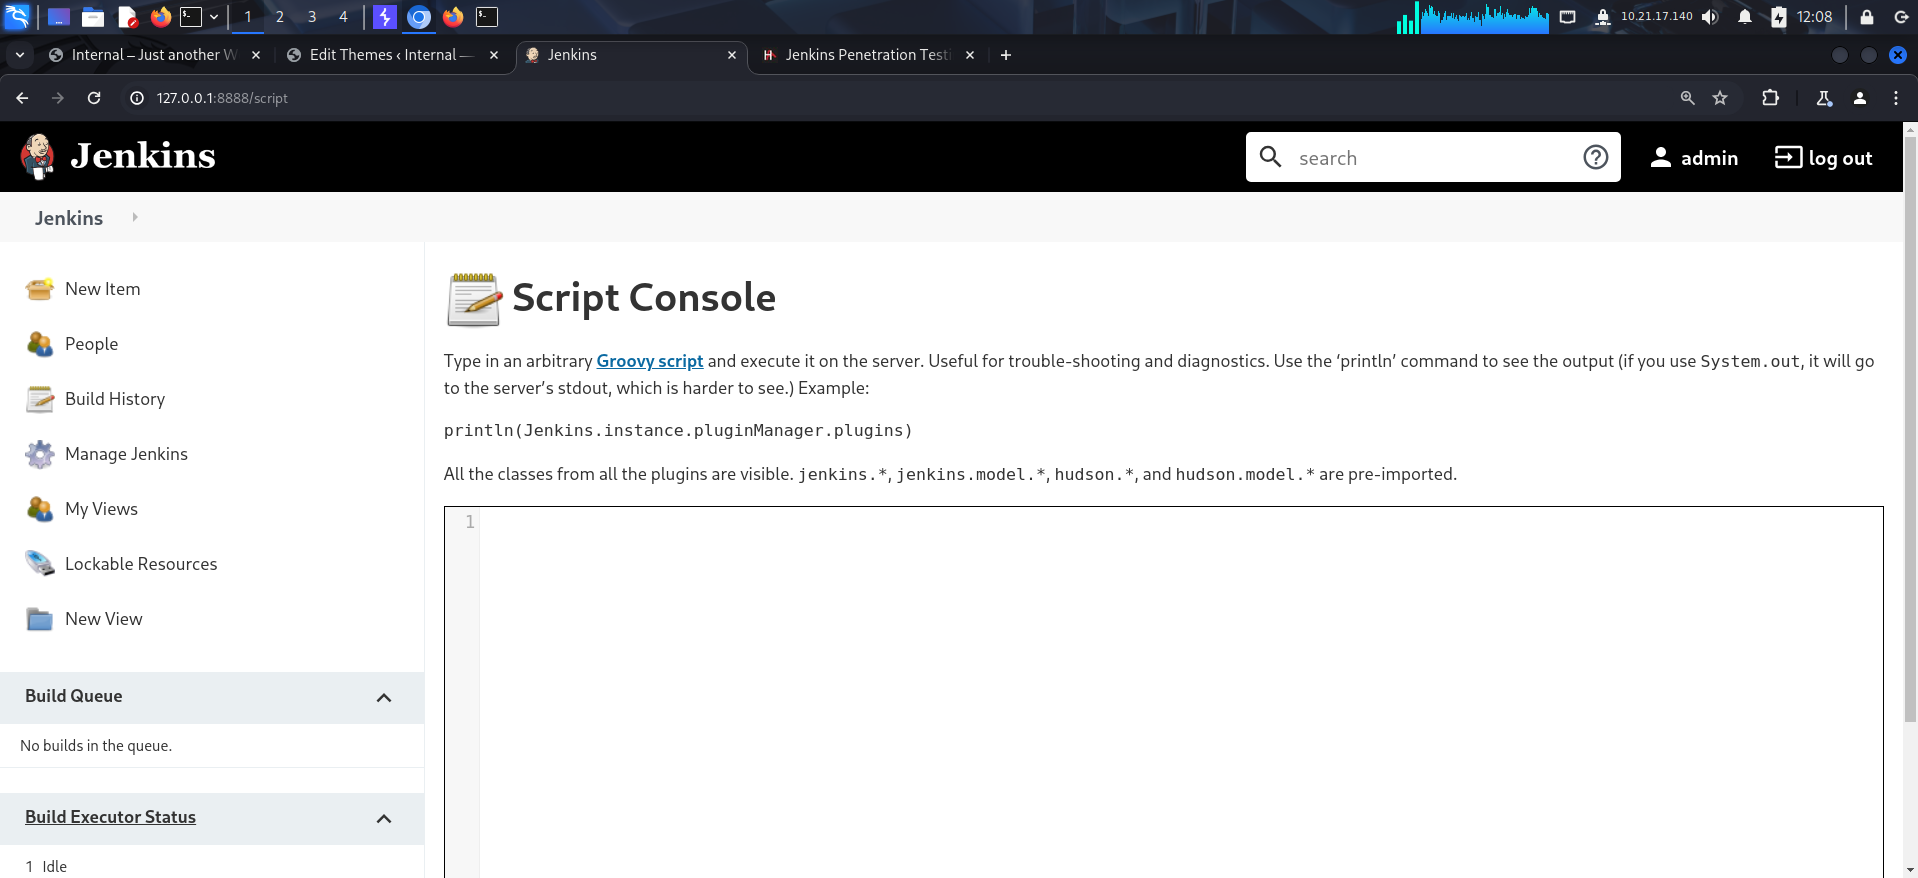 1 2 3 4 10.21.17.140 12:08
Internal – Just another W Edit Themes ‹ Internal — Jenkins Jenkins Penetration Test
127.0.0.1:8888/script
Jenkins search admin log out
Jenkins
New Item
People
Build History
Manage Jenkins
My Views
Lockable Resources
New View
Build Queue
No builds in the queue.
Build Executor Status
1 Idle
Script Console
Type in an arbitrary Groovy script and execute it on the server. Useful for trouble-shooting and diagnostics. Use the ‘println’ command to see the output (if you use System.out, it will go
to the server’s stdout, which is harder to see.) Example:
println(Jenkins.instance.pluginManager.plugins)
All the classes from all the plugins are visible. jenkins.*, jenkins.model.*, hudson.*, and hudson.model.* are pre-imported.
1